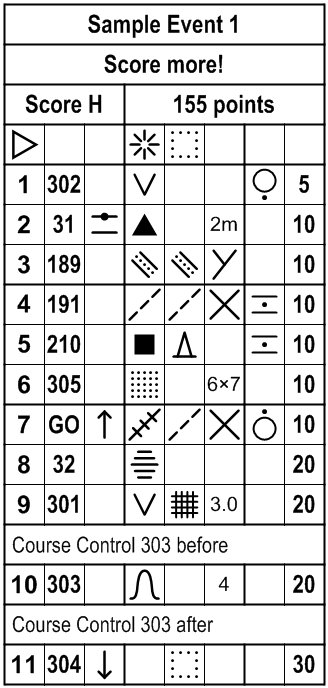 Sample Event 1
Score more!
Score H 155 points
1 302 5
2 31 2m 10
3 189 10
4 191 10
5 210 10
6 305 6×7 10
7 GO 10
8 32 20
9 301 3.0 20
Course Control 303 before
10 303 4 20
Course Control 303 after
11 304 30